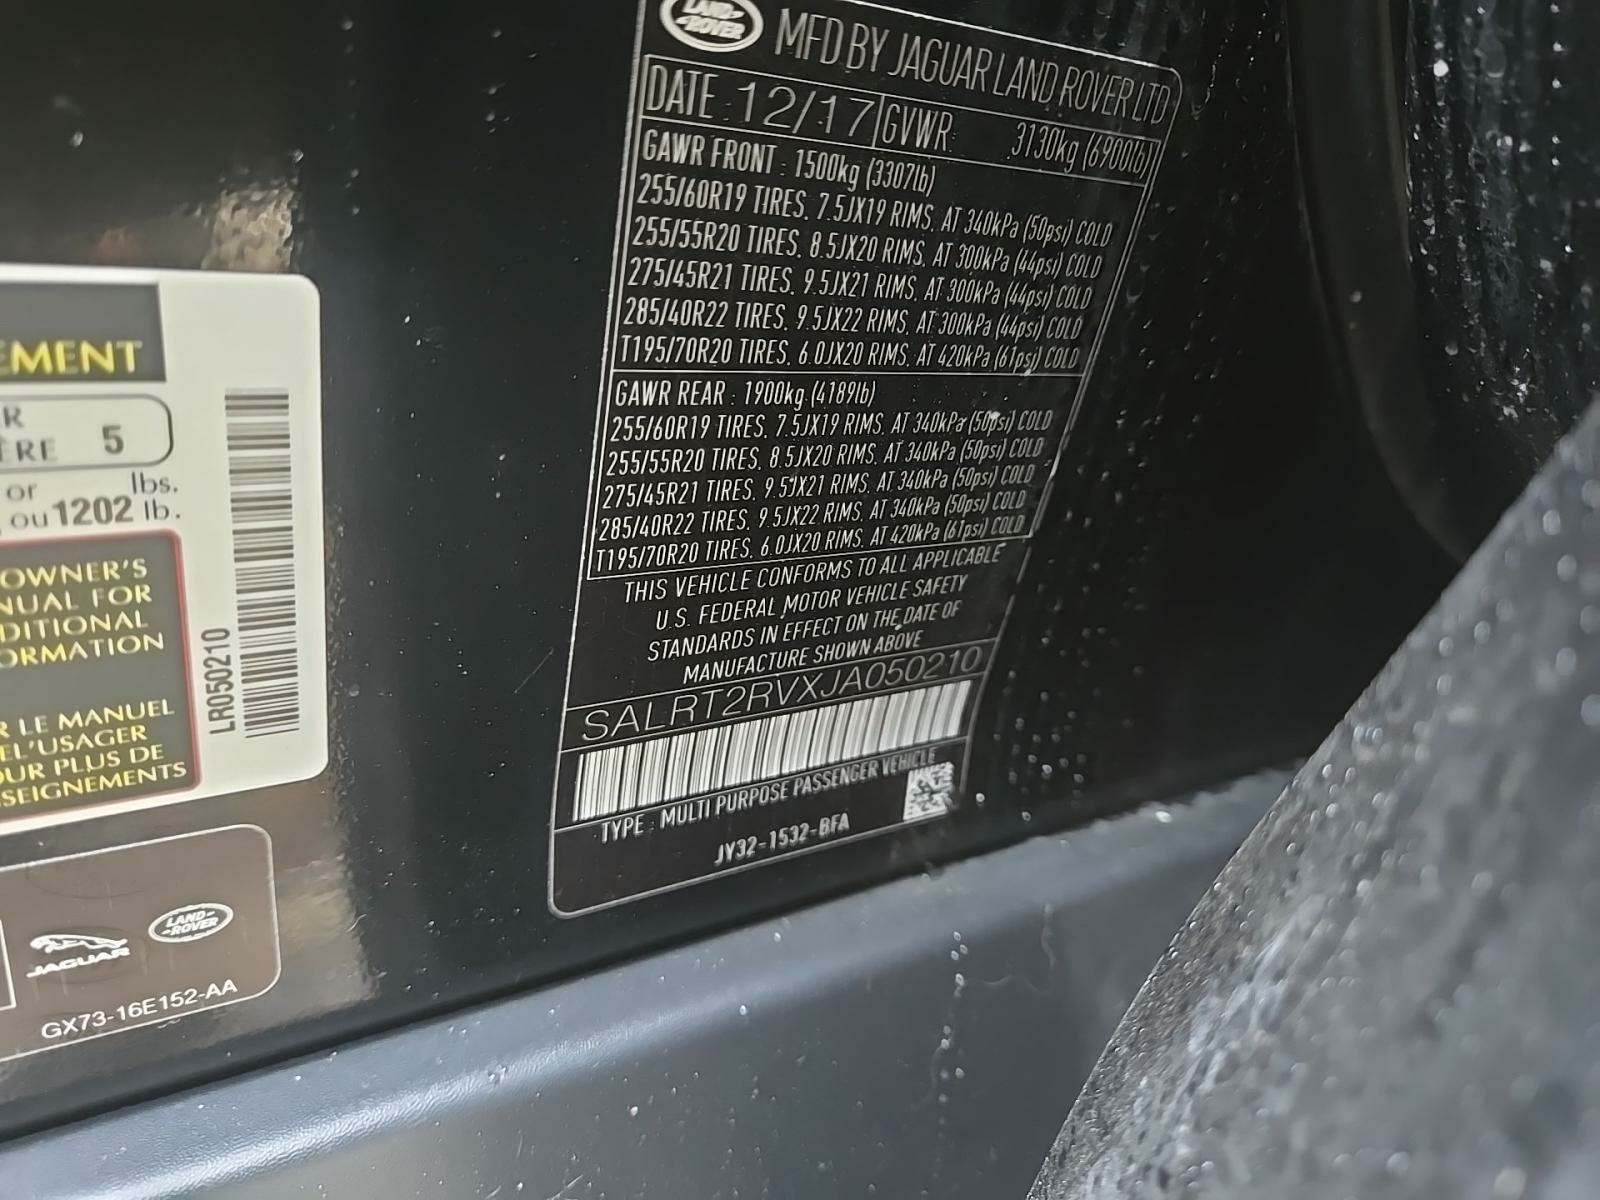 LAND ROVER
MFD BY JAGUAR LAND ROVER LTD
DATE : 12/17 GVWR: 3130kg (6900lb)
GAWR FRONT : 1500kg (3307lb)
255/60R19 TIRES, 7.5JX19 RIMS, AT 340kPa (50psi) COLD
255/55R20 TIRES, 8.5JX20 RIMS, AT 300kPa (44psi) COLD
275/45R21 TIRES, 9.5JX21 RIMS, AT 300kPa (44psi) COLD
285/40R22 TIRES, 9.5JX22 RIMS, AT 300kPa (44psi) COLD
T195/70R20 TIRES, 6.0JX20 RIMS, AT 420kPa (61psi) COLD
GAWR REAR : 1900kg (4189lb)
255/60R19 TIRES, 7.5JX19 RIMS, AT 340kPa (50psi) COLD
255/55R20 TIRES, 8.5JX20 RIMS, AT 340kPa (50psi) COLD
275/45R21 TIRES, 9.5JX21 RIMS, AT 340kPa (50psi) COLD
285/40R22 TIRES, 9.5JX22 RIMS, AT 340kPa (50psi) COLD
T195/70R20 TIRES, 6.0JX20 RIMS, AT 420kPa (61psi) COLD
THIS VEHICLE CONFORMS TO ALL APPLICABLE
U.S. FEDERAL MOTOR VEHICLE SAFETY
STANDARDS IN EFFECT ON THE DATE OF
MANUFACTURE SHOWN ABOVE
SALRT2RVXJA050210
TYPE : MULTI PURPOSE PASSENGER VEHICLE
JY32-1532-BFA
EMENT
R
ÈRE 5
or lbs.
ou 1202 lb.
OWNER'S
NUAL FOR
DITIONAL
ORMATION
R LE MANUEL
EL'USAGER
OUR PLUS DE
SEIGNEMENTS
LR050210
JAGUAR
LAND ROVER
GX73-16E152-AA